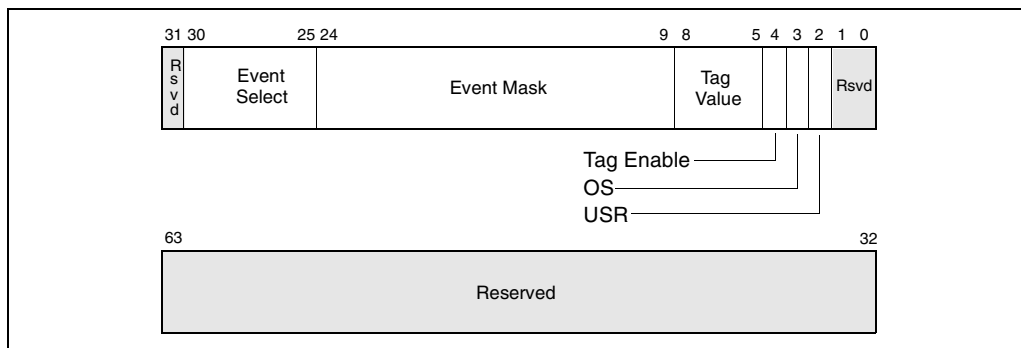 31 30 25 24 9 8 5 4 3 2 1 0
Rsvd
Event
Select
Event Mask
Tag
Value
Rsvd
Tag Enable
OS
USR
63 32
Reserved